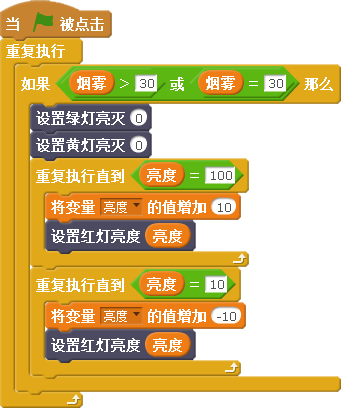 当 被点击
重复执行
如果 烟雾 > 30 或 烟雾 = 30 那么
设置绿灯亮灭 0
设置黄灯亮灭 0
重复执行直到 亮度 = 100
将变量 亮度 的值增加 10
设置红灯亮度 亮度
重复执行直到 亮度 = 10
将变量 亮度 的值增加 -10
设置红灯亮度 亮度